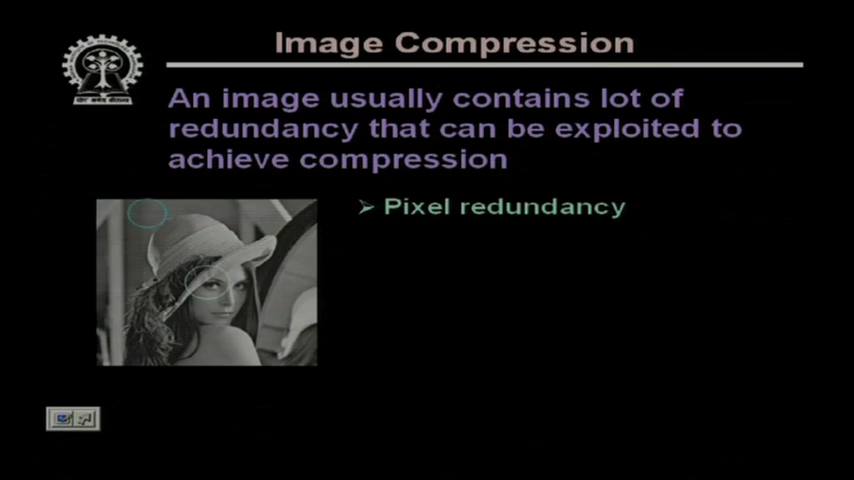 Image Compression
An image usually contains lot of
redundancy that can be exploited to
achieve compression
➢ Pixel redundancy